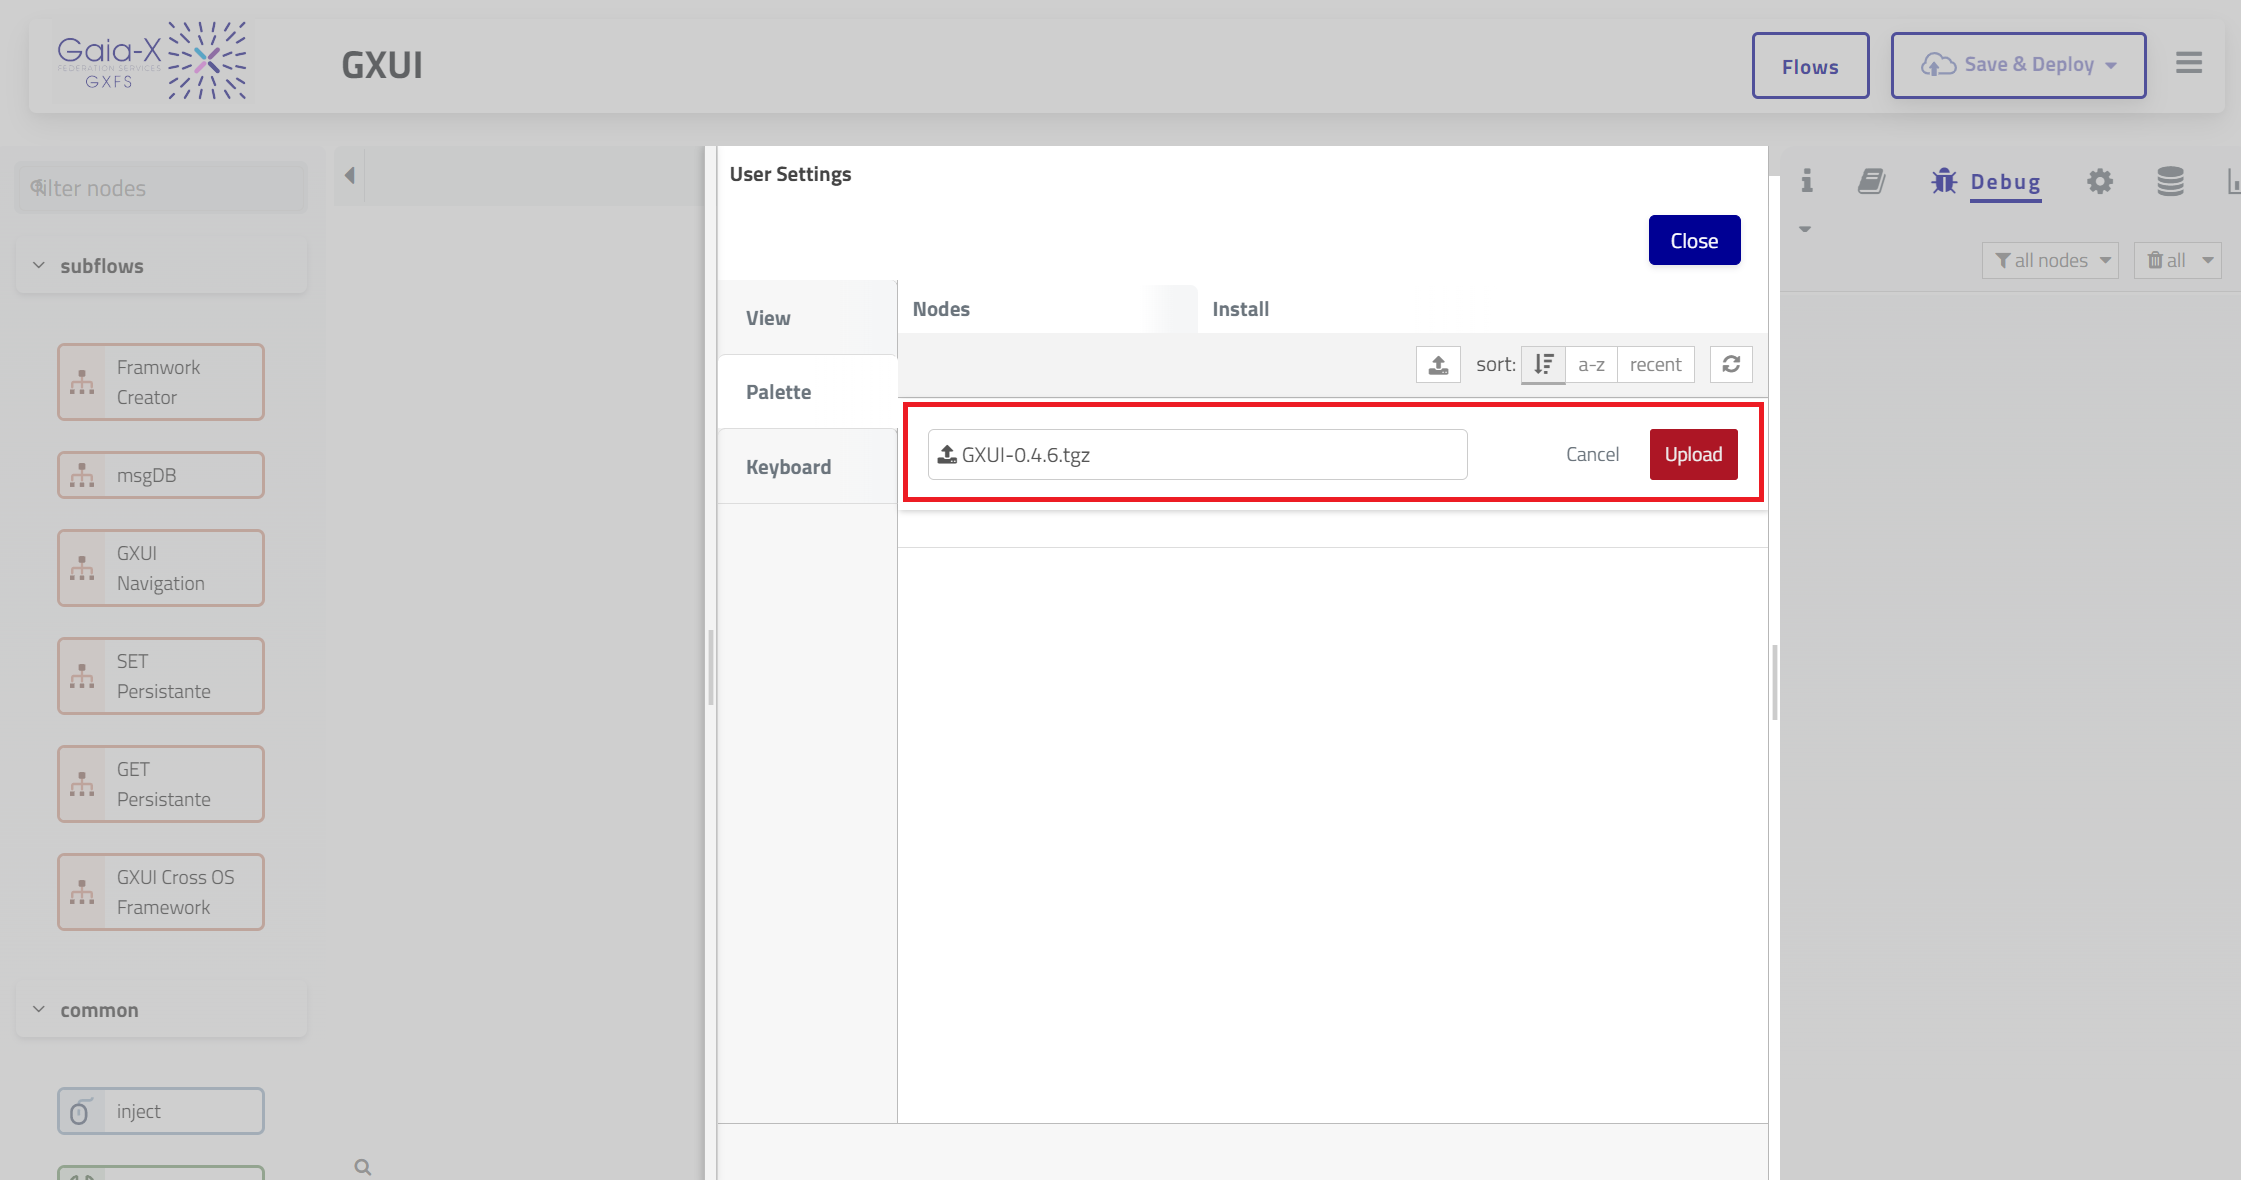 Gaia-X
FEDERATION SERVICES
GXFS
GXUI
Flows
Save & Deploy
filter nodes
subflows
Framwork
Creator
msgDB
GXUI
Navigation
SET
Persistante
GET
Persistante
GXUI Cross OS
Framework
common
inject
User Settings
Close
View
Palette
Keyboard
Nodes
Install
sort:
a-z
recent
GXUI-0.4.6.tgz
Cancel
Upload
Debug
all nodes
all